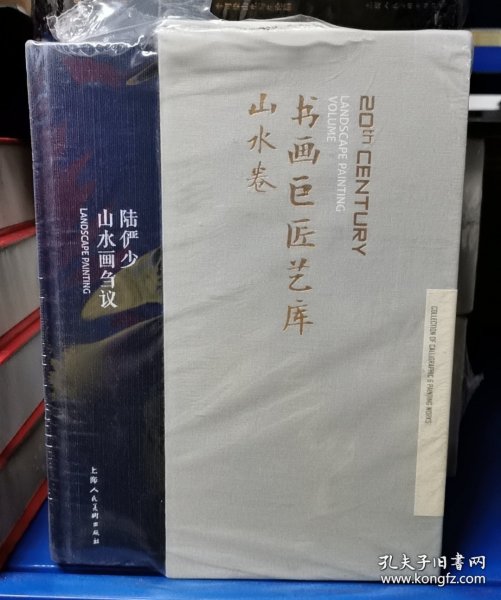 陆俨少
山水画刍议
LANDSCAPE PAINTING
上海人民美术出版社
20th CENTURY
LANDSCAPE PAINTING
VOLUME
书画巨匠艺库
山水卷
COLLECTION OF CALLIGRAPHIC & PAINTING WORKS
孔夫子旧书网
www.kongfz.com